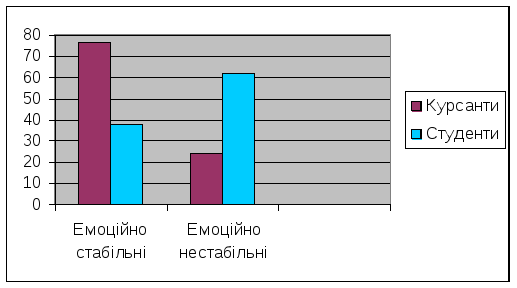 80
70
60
50
40
30
20
10
0
Емоційно
стабільні
Емоційно
нестабільні
Курсанти
Студенти